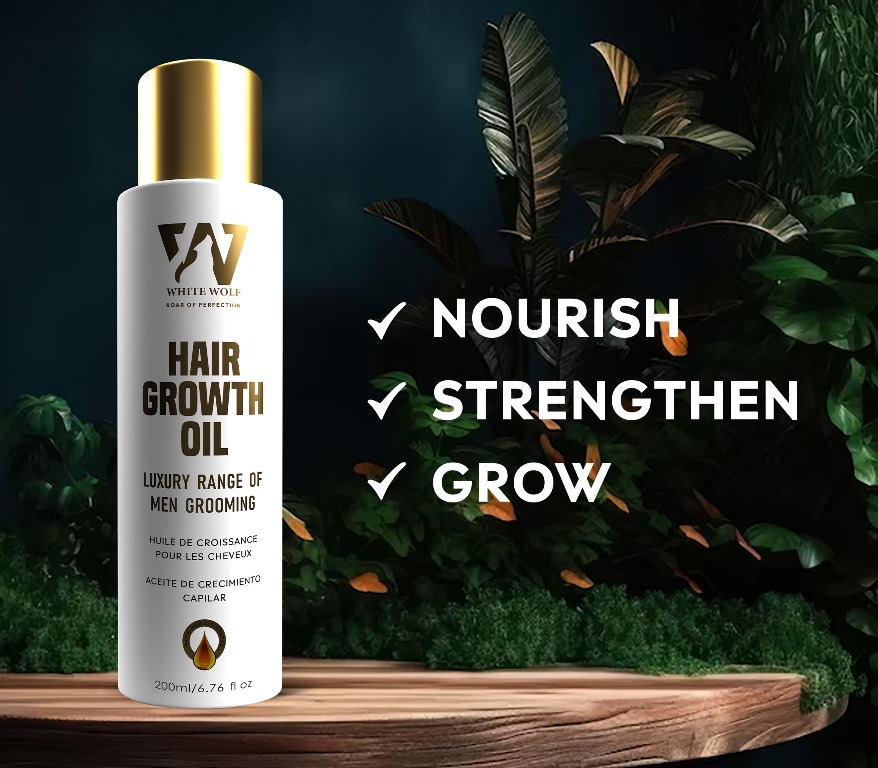 WHITE WOLF
ROAR OF PERFECTION
HAIR
GROWTH
OIL
LUXURY RANGE OF
MEN GROOMING
HUILE DE CROISSANCE
POUR LES CHEVEUX
ACEITE DE CRECIMIENTO
CAPILAR
200ml/6.76 fl oz
✓ NOURISH
✓ STRENGTHEN
✓ GROW